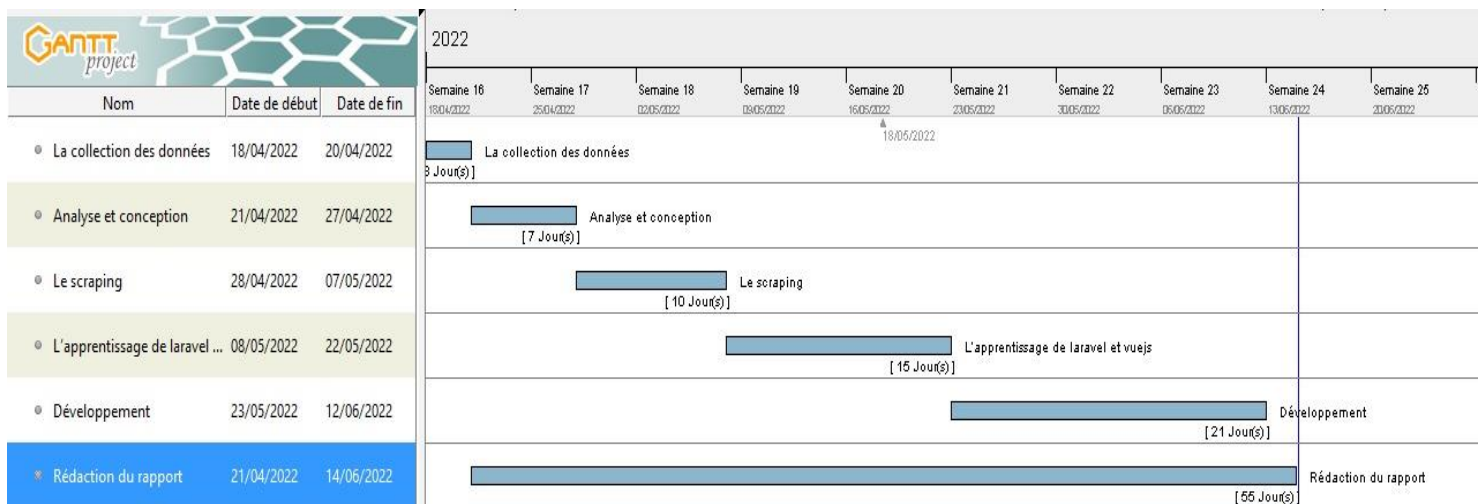 GANTT
project
2022
Nom Date de début Date de fin
Semaine 16 Semaine 17 Semaine 18 Semaine 19 Semaine 20 Semaine 21 Semaine 22 Semaine 23 Semaine 24 Semaine 25
18/04/2022 25/04/2022 02/05/2022 09/05/2022 16/05/2022 23/05/2022 30/05/2022 06/06/2022 13/06/2022 20/06/2022
18/05/2022
La collection des données 18/04/2022 20/04/2022 La collection des données
3 Jour(s) ]
Analyse et conception 21/04/2022 27/04/2022 Analyse et conception
[ 7 Jour(s) ]
Le scraping 28/04/2022 07/05/2022 Le scraping
[ 10 Jour(s) ]
L'apprentissage de laravel ... 08/05/2022 22/05/2022 L'apprentissage de laravel et vuejs
[ 15 Jour(s) ]
Développement 23/05/2022 12/06/2022 Développement
[ 21 Jour(s) ]
Rédaction du rapport 21/04/2022 14/06/2022 Rédaction du rapport
[ 55 Jour(s) ]